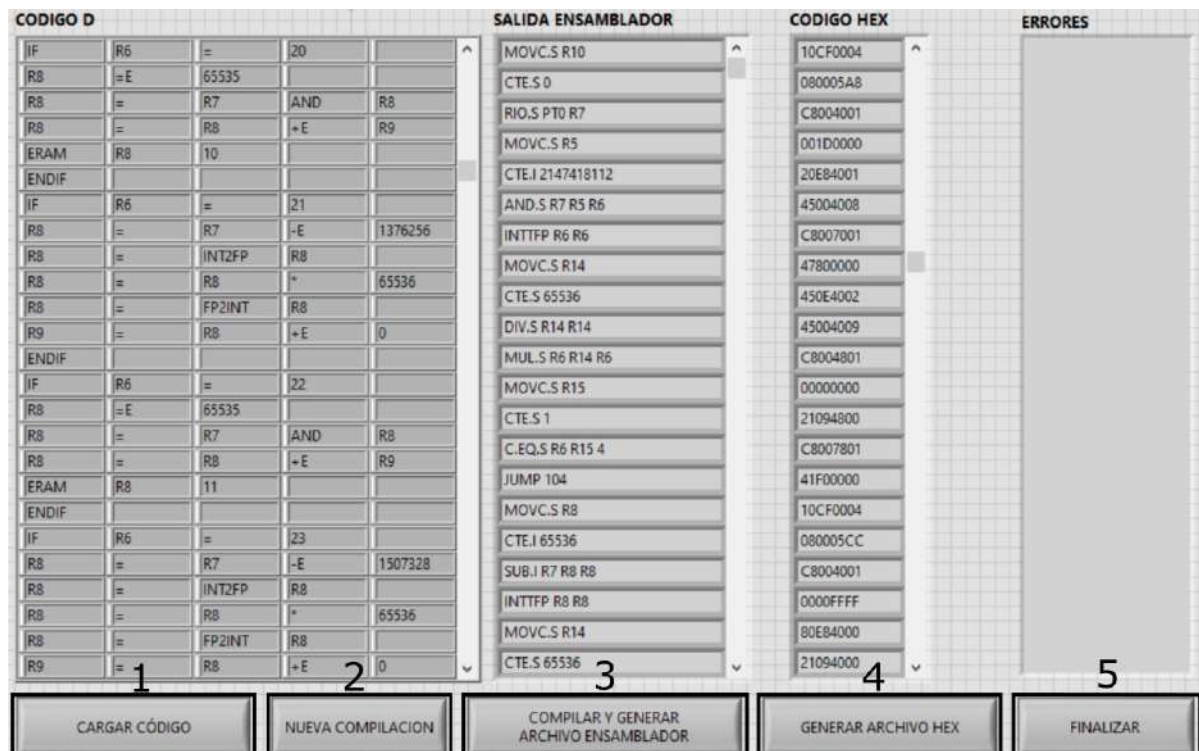 CODIGO D SALIDA ENSAMBLADOR CODIGO HEX ERRORES
IF R6 = 20 MOVC.S R10 10CF0004
R8 =E 65535 CTE.S 0 080005A8
R8 = R7 AND R8 RIO.S PT0 R7 C8004001
R8 = R8 +E R9 MOVC.S R5 001D0000
ERAM R8 10 CTE.I 2147418112 20E84001
ENDIF AND.S R7 R5 R6 45004008
IF R6 = 21 INTTFP R6 R6 C8007001
R8 = R7 -E 1376256 MOVC.S R14 47800000
R8 = INT2FP R8 CTE.S 65536 450E4002
R8 = R8 * 65536 DIV.S R14 R14 45004009
R8 = FP2INT R8 MUL.S R6 R14 R6 C8004801
R9 = R8 +E 0 MOVC.S R15 00000000
ENDIF CTE.S 1 21094800
IF R6 = 22 C.EQ.S R6 R15 4 C8007801
R8 =E 65535 JUMP 104 41F00000
R8 = R7 AND R8 MOVC.S R8 10CF0004
R8 = R8 +E R9 CTE.I 65536 080005CC
ERAM R8 11 SUB.I R7 R8 R8 C8004001
ENDIF INTTFP R8 R8 0000FFFF
IF R6 = 23 MOVC.S R14 80E84000
R8 = R7 -E 1507328 CTE.S 65536 21094000
R8 = INT2FP R8
R8 = R8 * 65536
R8 = FP2INT R8
R9 = R8 +E 0
1 2 3 4 5
CARGAR CÓDIGO NUEVA COMPILACION COMPILAR Y GENERAR ARCHIVO ENSAMBLADOR GENERAR ARCHIVO HEX FINALIZAR